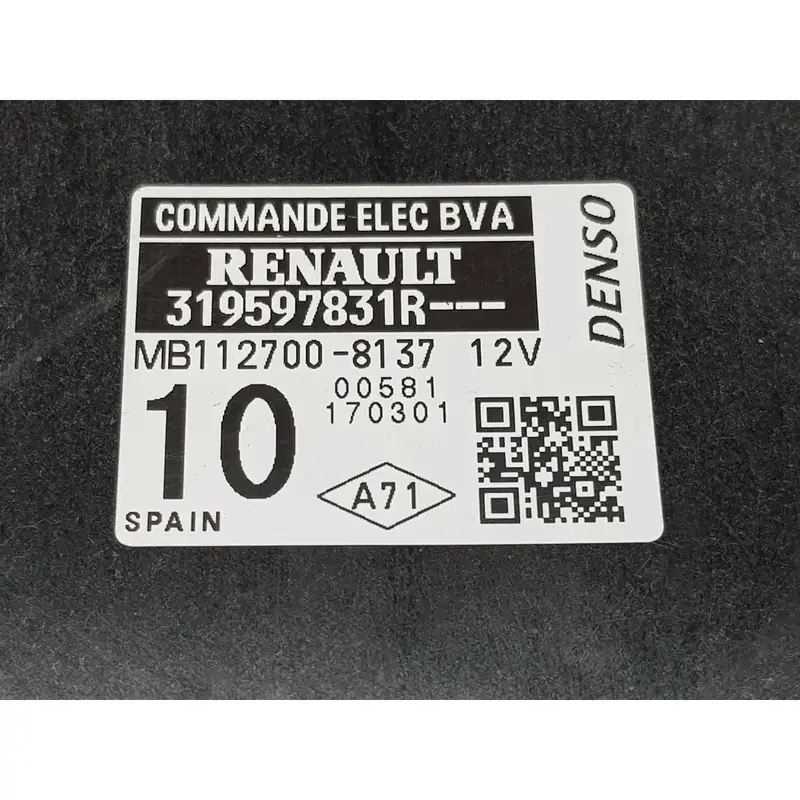 COMMANDE ELEC BVA
RENAULT
319597831R---
DENSO
MB112700-8137 12V
10
00581
170301
A71
SPAIN